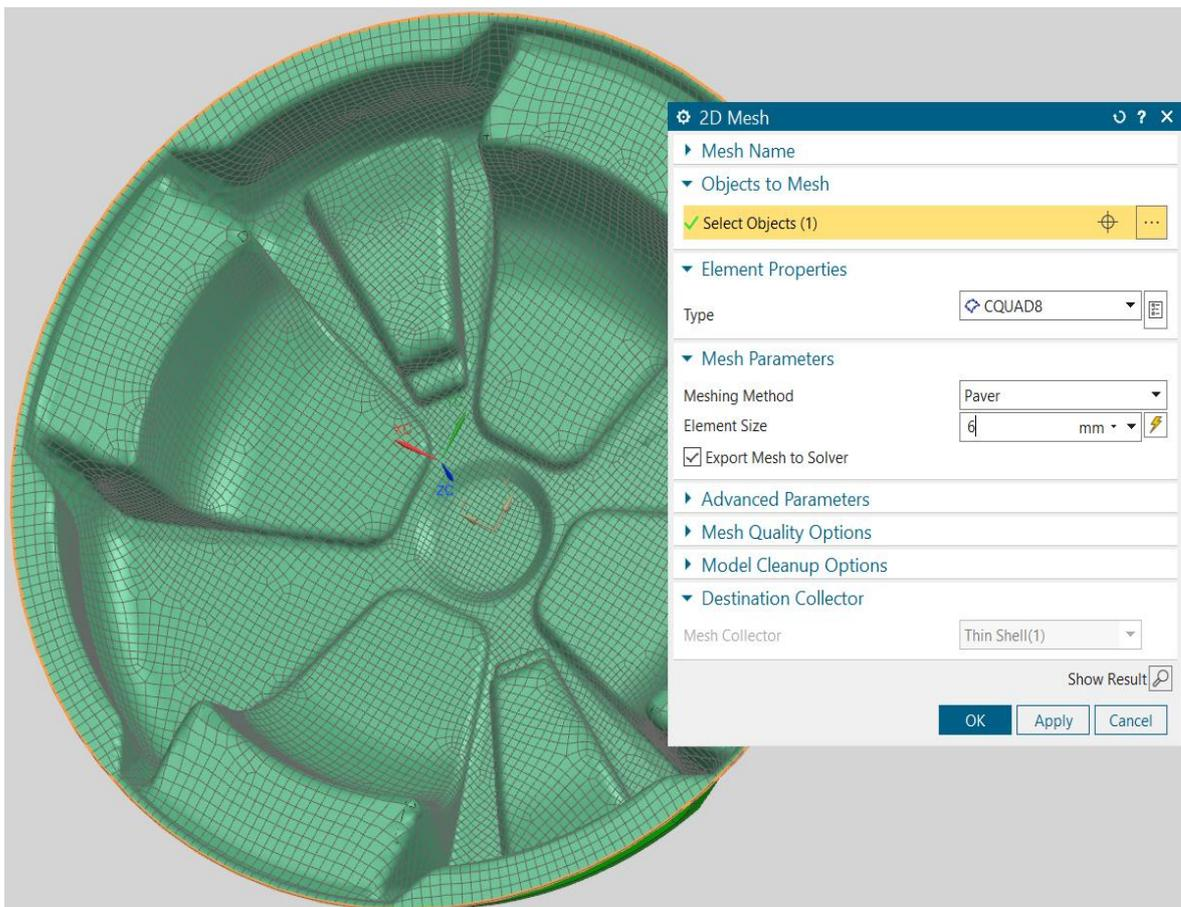 2D Mesh
Mesh Name
Objects to Mesh
Select Objects (1)
Element Properties
Type
CQUAD8
Mesh Parameters
Meshing Method
Paver
Element Size
6
mm
Export Mesh to Solver
Advanced Parameters
Mesh Quality Options
Model Cleanup Options
Destination Collector
Mesh Collector
Thin Shell(1)
Show Result
OK
Apply
Cancel
XC
ZC